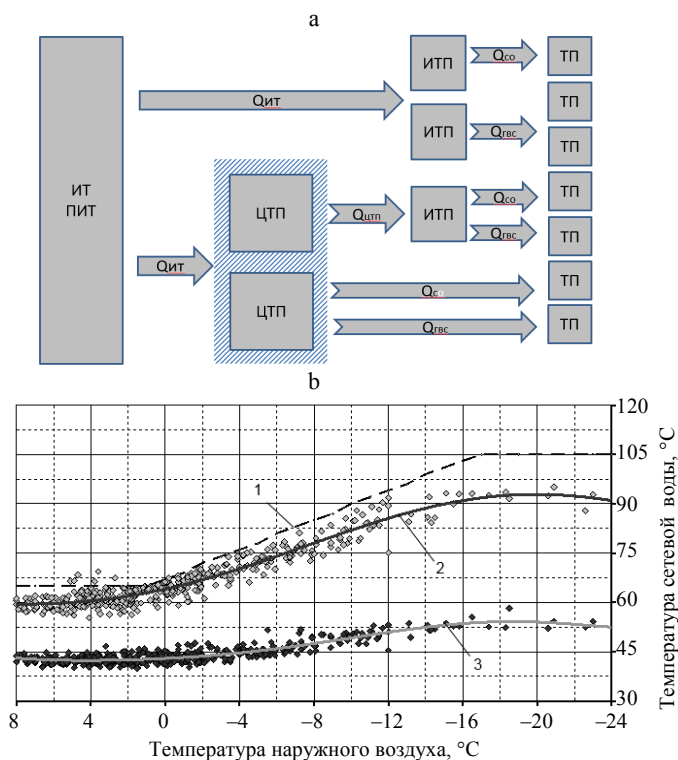 a
ИТ
ПИТ
Qит
ИТП
Qсо
ТП
ТП
ИТП
Qгвс
ТП
Qит
ЦТП
Qцтп
ИТП
Qсо
ТП
Qгвс
ТП
ЦТП
Qсо
ТП
Qгвс
ТП
b
120
105
90
75
60
45
30
Температура сетевой воды, °С
1
2
3
8
4
0
–4
–8
–12
–16
–20
–24
Температура наружного воздуха, °С